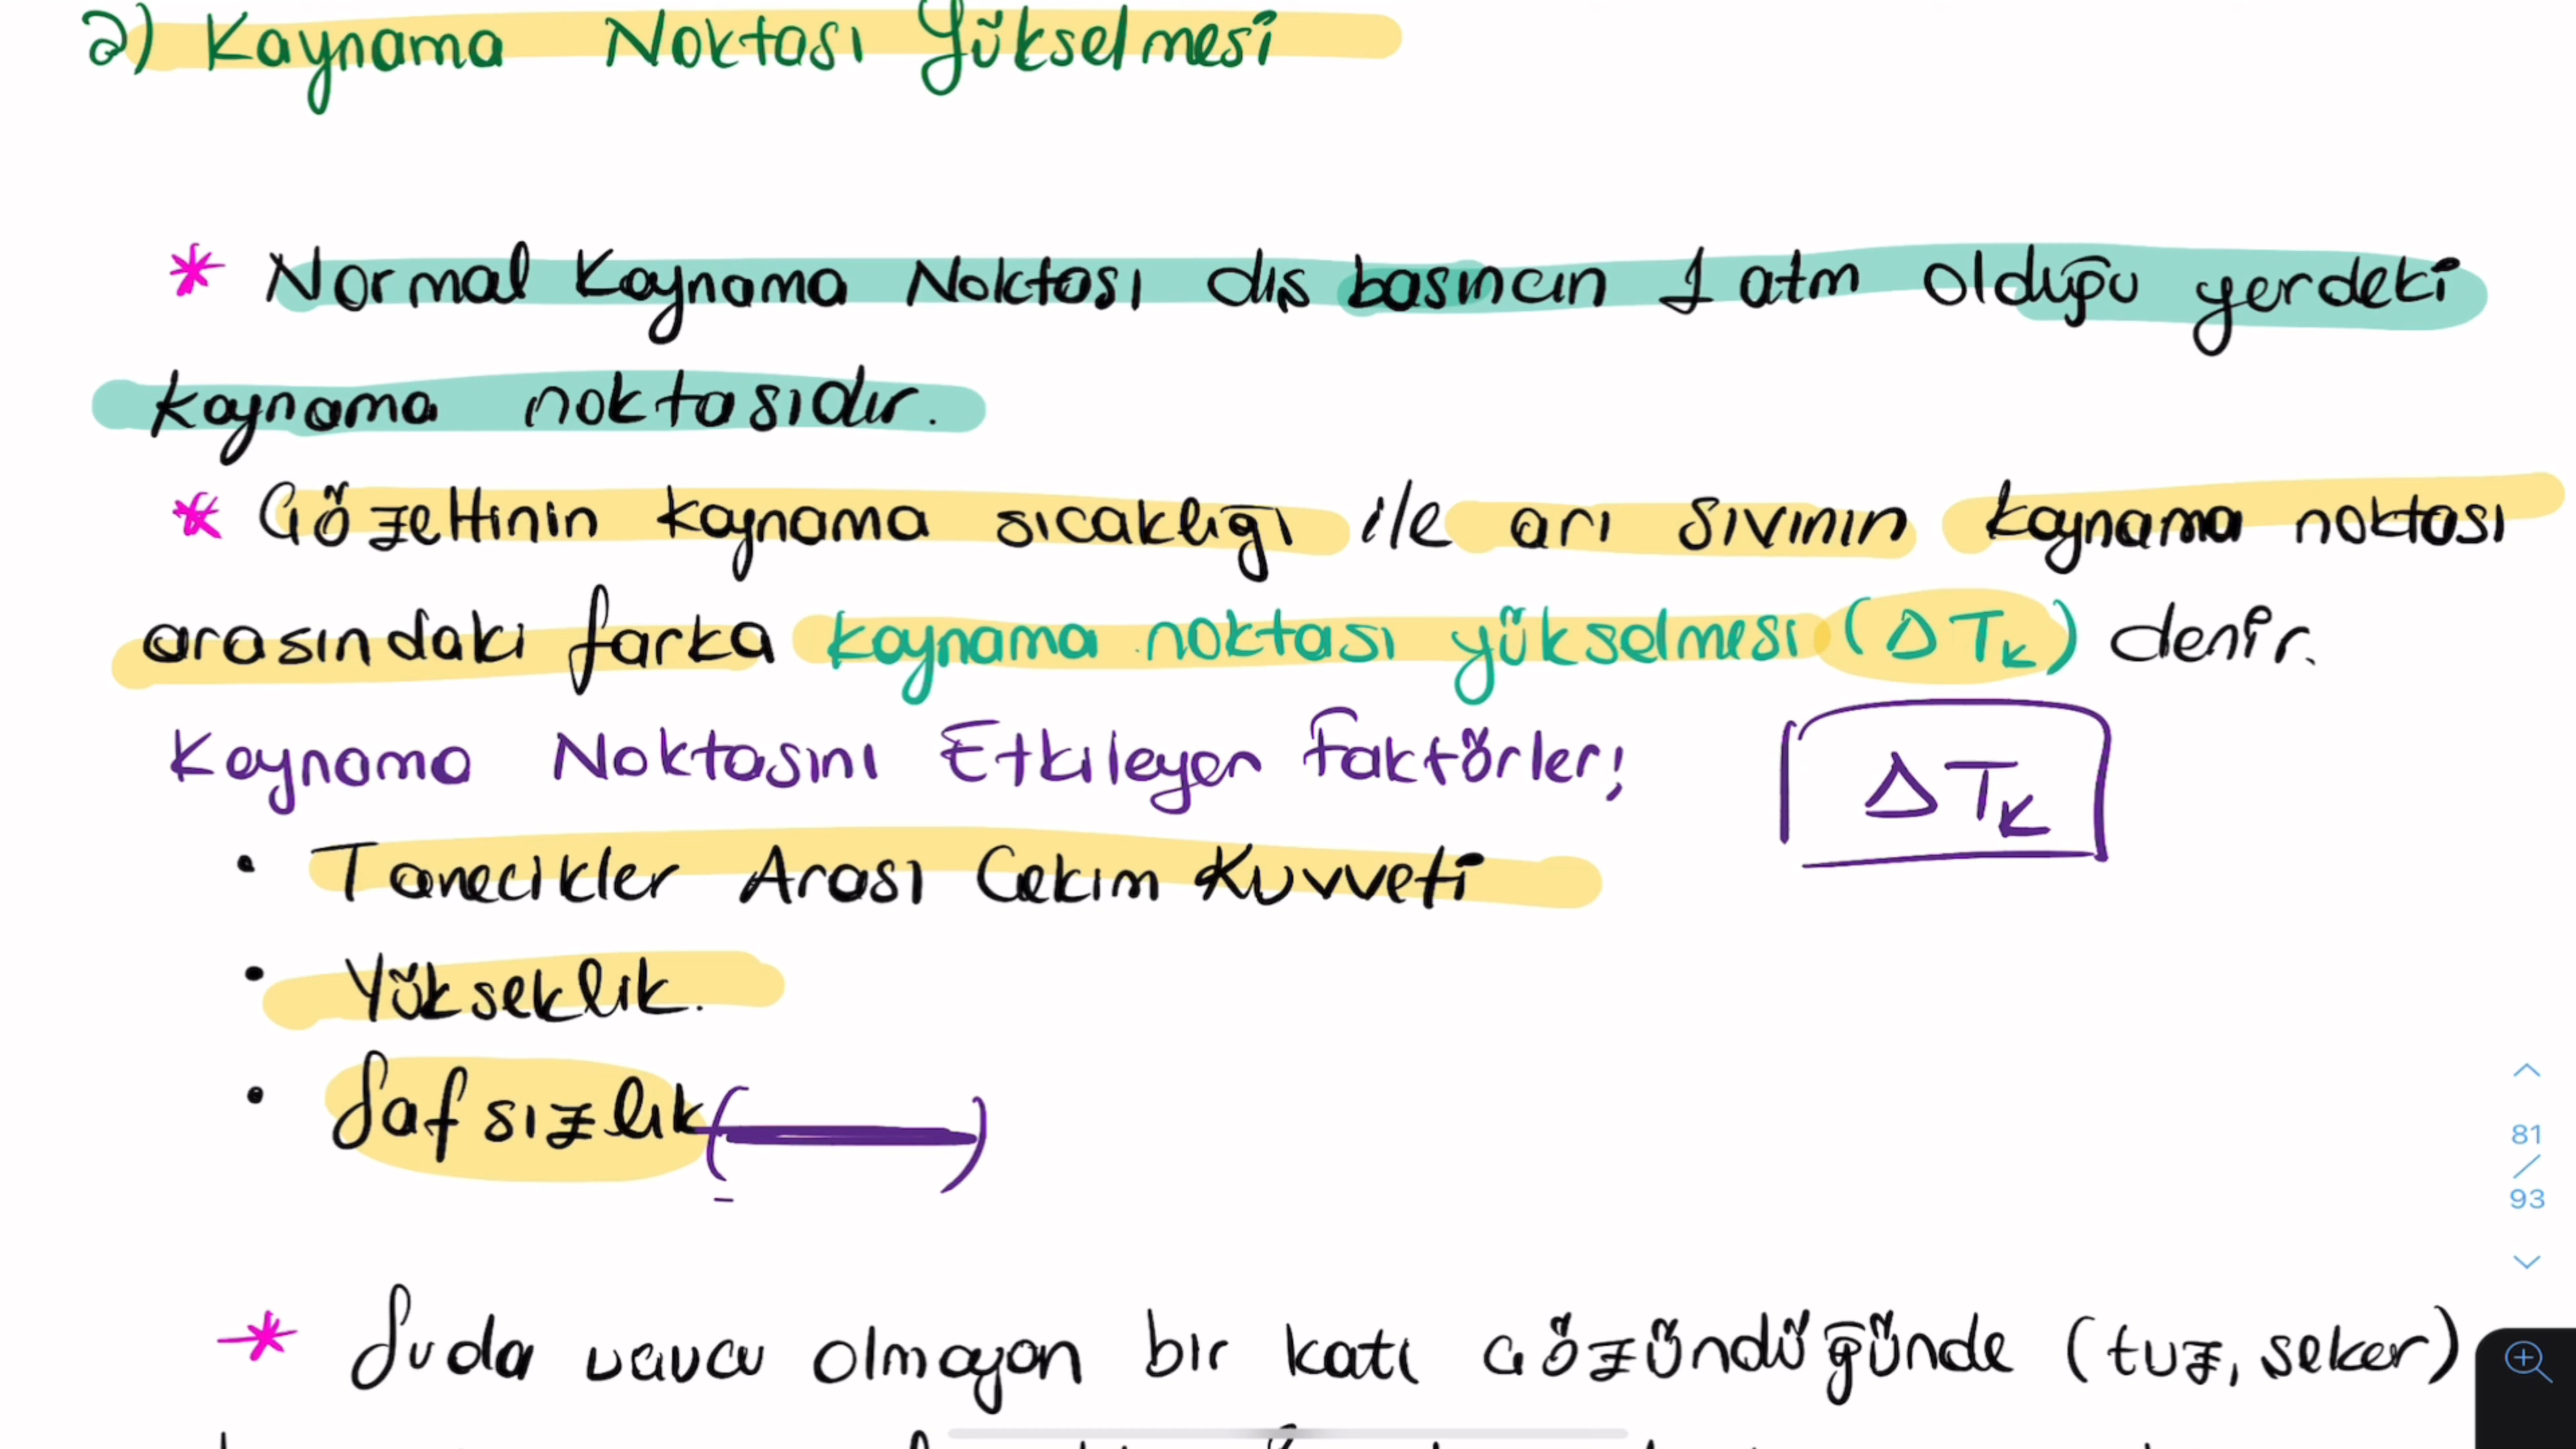 2) Kaynama Noktası Yükselmesi
* Normal Kaynama Noktası dış basıncın 1 atm olduğu yerdeki
kaynama noktasıdır.
* Çözeltinin kaynama sıcaklığı ile arı sıvının kaynama noktası
arasındaki farka kaynama noktası yükselmesi (ΔTK) denir.
Kaynama Noktasını Etkileyen Faktörler;
ΔTK
• Tanecikler Arası Çekim Kuvveti
• Yükseklik.
• Safsızlık
* Suda uçucu olmayan bir katı çözündüğünde (tuz, şeker)
81
/
93